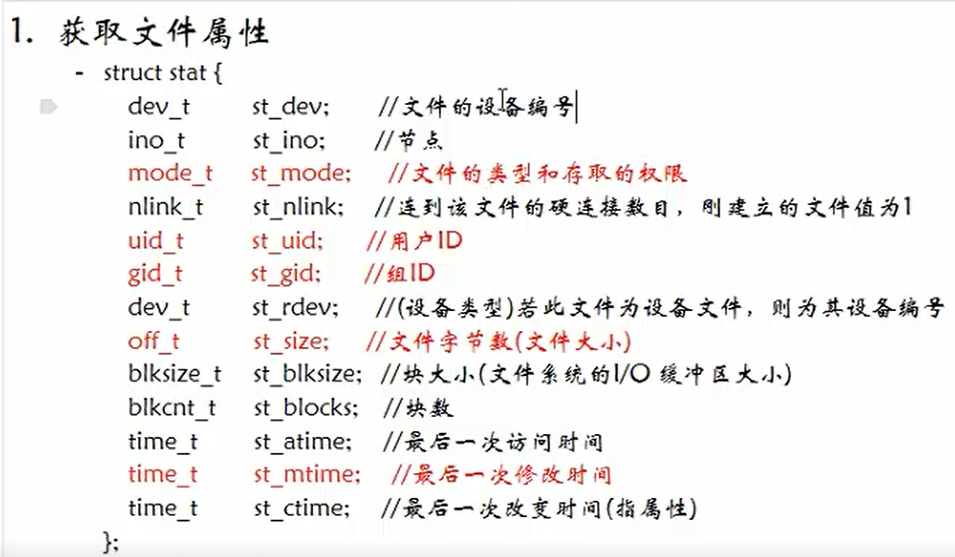 1. 获取文件属性
- struct stat {
dev_t st_dev; //文件的设备编号
ino_t st_ino; //节点
mode_t st_mode; //文件的类型和存取的权限
nlink_t st_nlink; //连到该文件的硬连接数目，刚建立的文件值为1
uid_t st_uid; //用户ID
gid_t st_gid; //组ID
dev_t st_rdev; //(设备类型)若此文件为设备文件，则为其设备编号
off_t st_size; //文件字节数(文件大小)
blksize_t st_blksize; //块大小(文件系统的I/O 缓冲区大小)
blkcnt_t st_blocks; //块数
time_t st_atime; //最后一次访问时间
time_t st_mtime; //最后一次修改时间
time_t st_ctime; //最后一次改变时间(指属性)
};